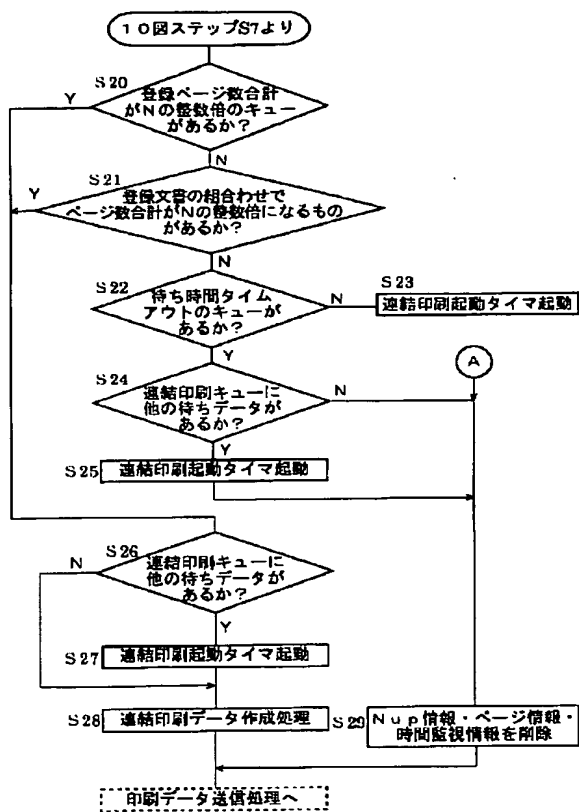 10図ステップS7より
S20
Y
登録ページ数合計
がNの整数倍のキュー
があるか?
N
S21
Y
登録文書の組合わせで
ページ数合計がNの整数倍になるもの
があるか?
N
S22
待ち時間タイム
アウトのキューが
あるか?
N
S23
連結印刷起動タイマ起動
Y
A
S24
連結印刷キューに
他の待ちデータが
あるか?
N
Y
S25
連結印刷起動タイマ起動
S26
N
連結印刷キューに
他の待ちデータが
あるか?
Y
S27
連結印刷起動タイマ起動
S28
連結印刷データ作成処理
S29
Nup情報・ページ情報・
時間監視情報を削除
印刷データ送信処理へ